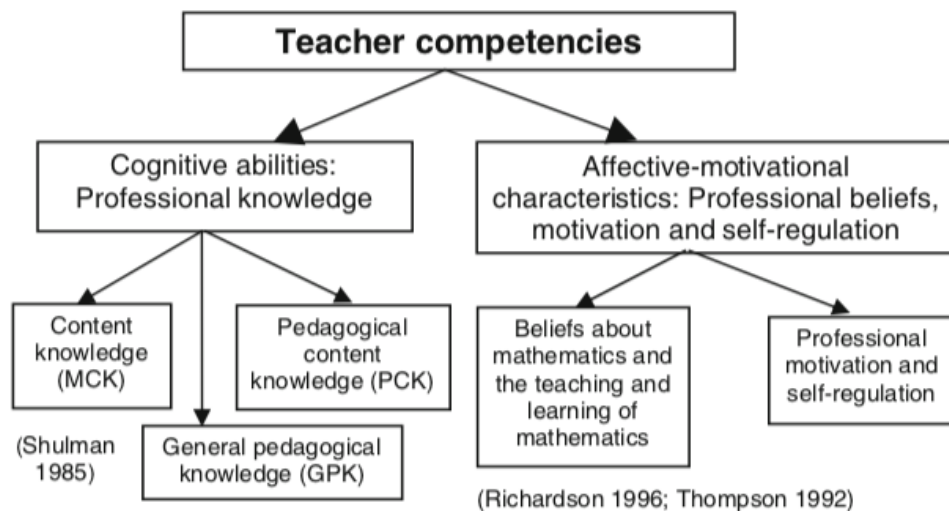 Teacher competencies
Cognitive abilities:
Professional knowledge
Affective-motivational
characteristics: Professional beliefs,
motivation and self-regulation
Content
knowledge
(MCK)
Pedagogical
content
knowledge (PCK)
Beliefs about
mathematics and
the teaching and
learning of
mathematics
Professional
motivation and
self-regulation
(Shulman
1985)
General pedagogical
knowledge (GPK)
(Richardson 1996; Thompson 1992)